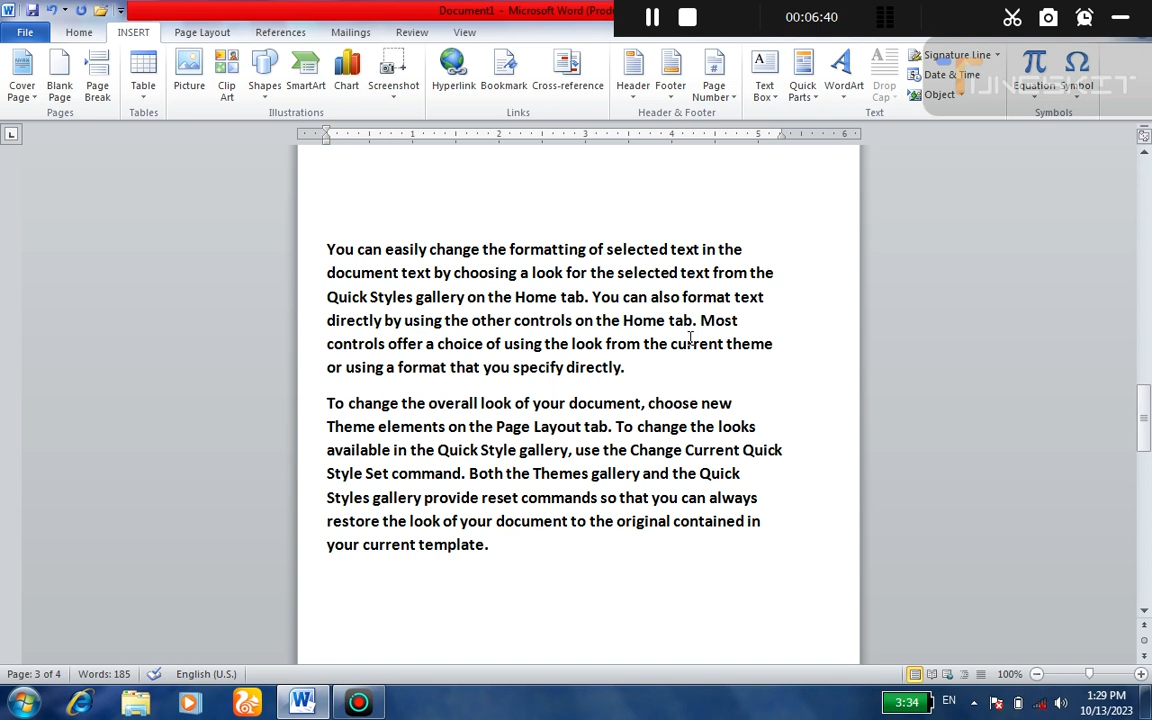 Document1 - Microsoft Word (Produ
00:06:40
File Home INSERT Page Layout References Mailings Review View
Cover Page
Blank Page
Page Break
Table
Picture
Clip Art
Shapes
SmartArt
Chart
Screenshot
Hyperlink
Bookmark
Cross-reference
Header
Footer
Page Number
Text Box
Quick Parts
WordArt
Drop Cap
Signature Line
Date & Time
Object
Equation
Symbol
Pages Tables Illustrations Links Header & Footer Text Symbols
1 2 3 4 5 6
You can easily change the formatting of selected text in the
document text by choosing a look for the selected text from the
Quick Styles gallery on the Home tab. You can also format text
directly by using the other controls on the Home tab. Most
controls offer a choice of using the look from the current theme
or using a format that you specify directly.
To change the overall look of your document, choose new
Theme elements on the Page Layout tab. To change the looks
available in the Quick Style gallery, use the Change Current Quick
Style Set command. Both the Themes gallery and the Quick
Styles gallery provide reset commands so that you can always
restore the look of your document to the original contained in
your current template.
Page: 3 of 4 Words: 185 English (U.S.) 100%
3:34 EN 1:29 PM
10/13/2023